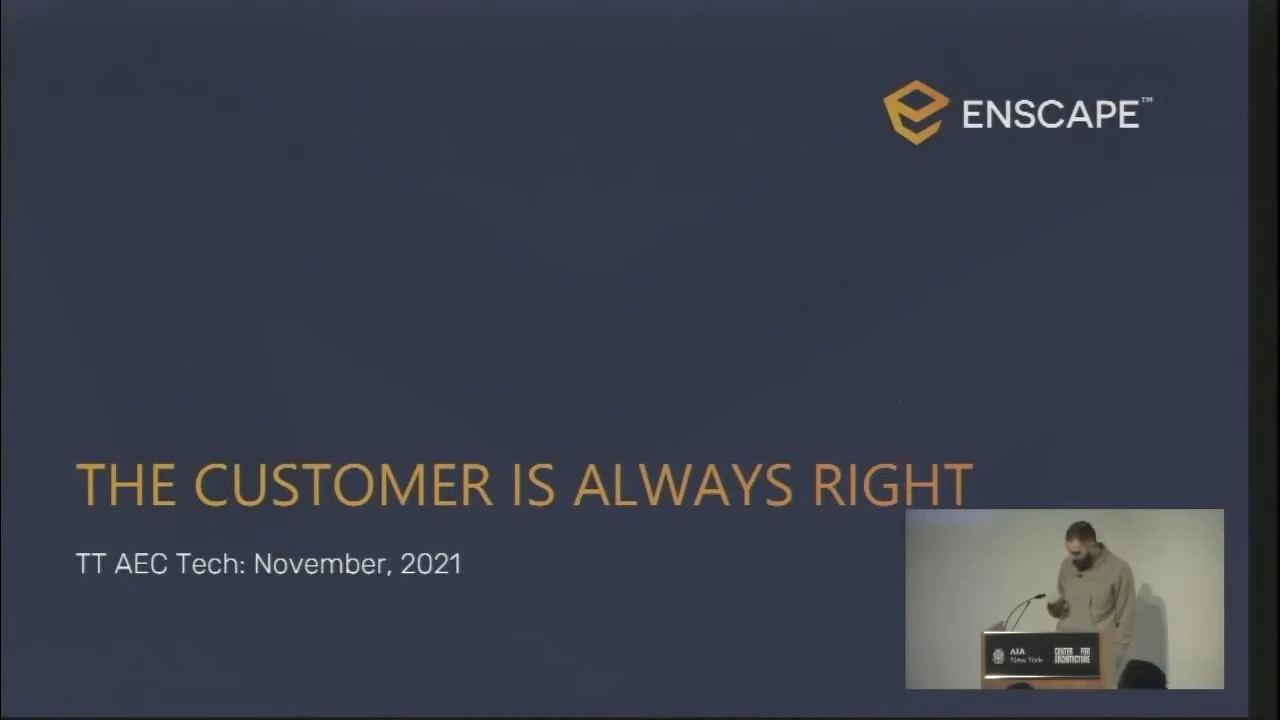 ENSCAPE™
THE CUSTOMER IS ALWAYS RIGHT
TT AEC Tech: November, 2021
AIA
New York
CENTER FOR
ARCHITECTURE